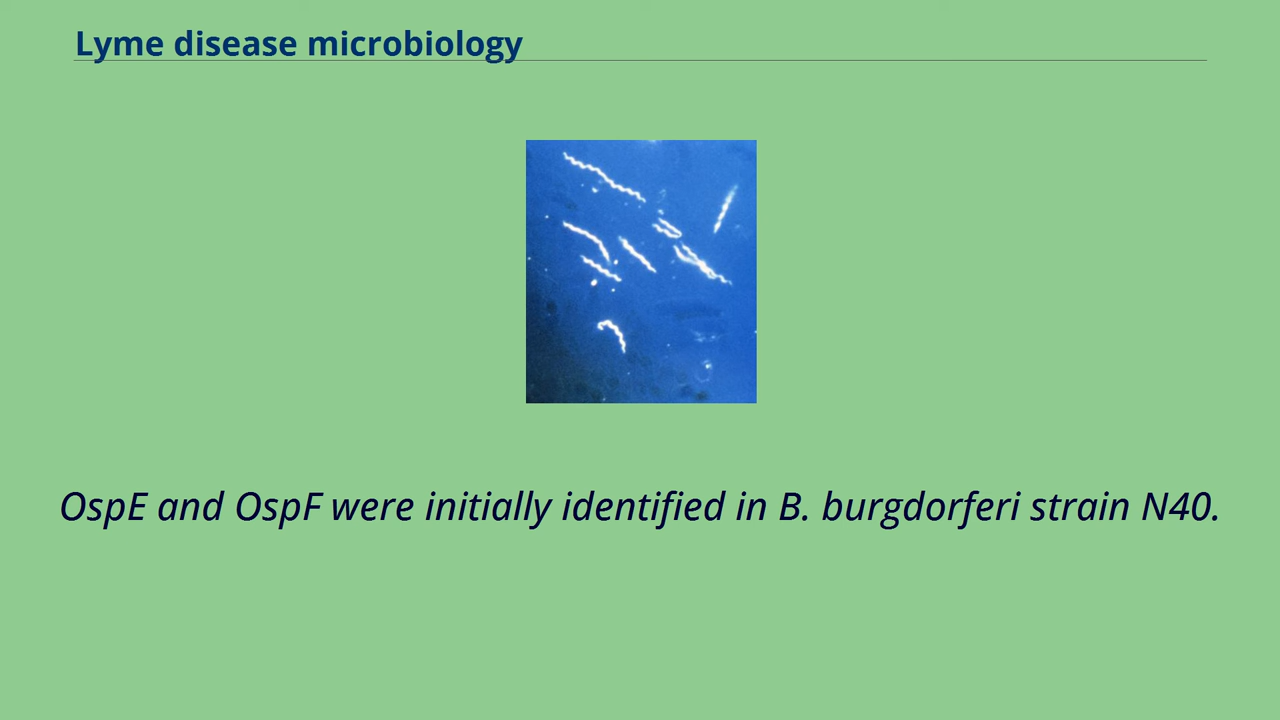 Lyme disease microbiology
OspE and OspF were initially identified in B. burgdorferi strain N40.